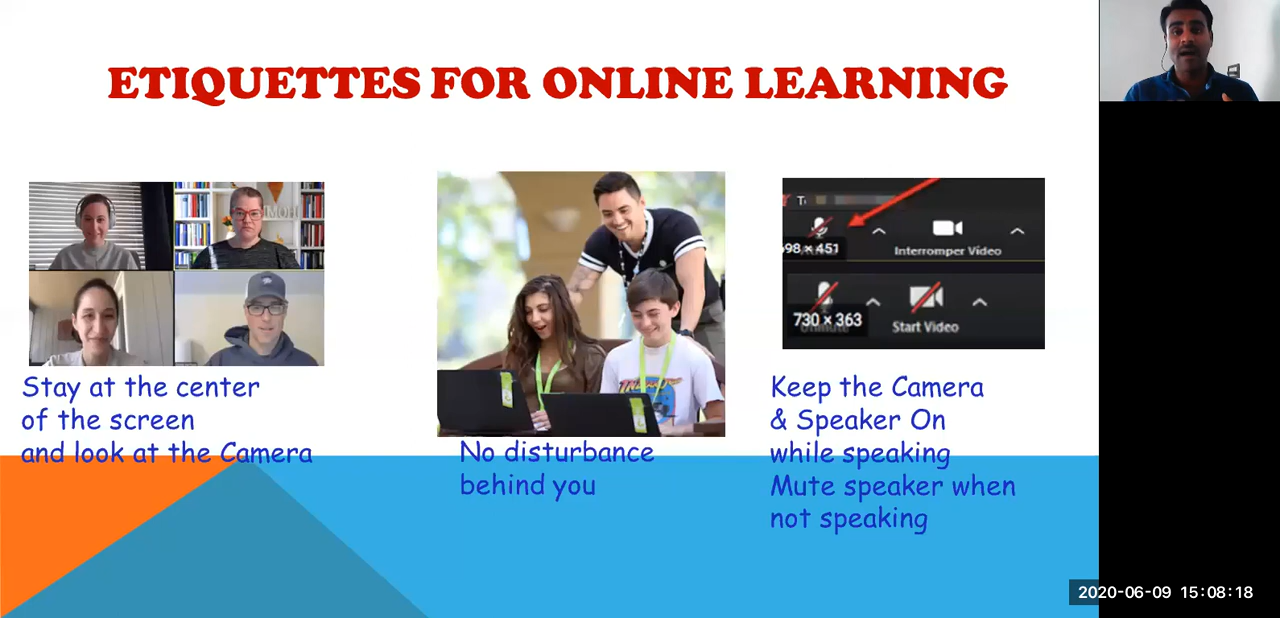 ETIQUETTES FOR ONLINE LEARNING
Stay at the center
of the screen
and look at the Camera
No disturbance
behind you
698 × 451
Interromper Vídeo
730 × 363
Start Video
Keep the Camera
& Speaker On
while speaking
Mute speaker when
not speaking
2020-06-09 15:08:18